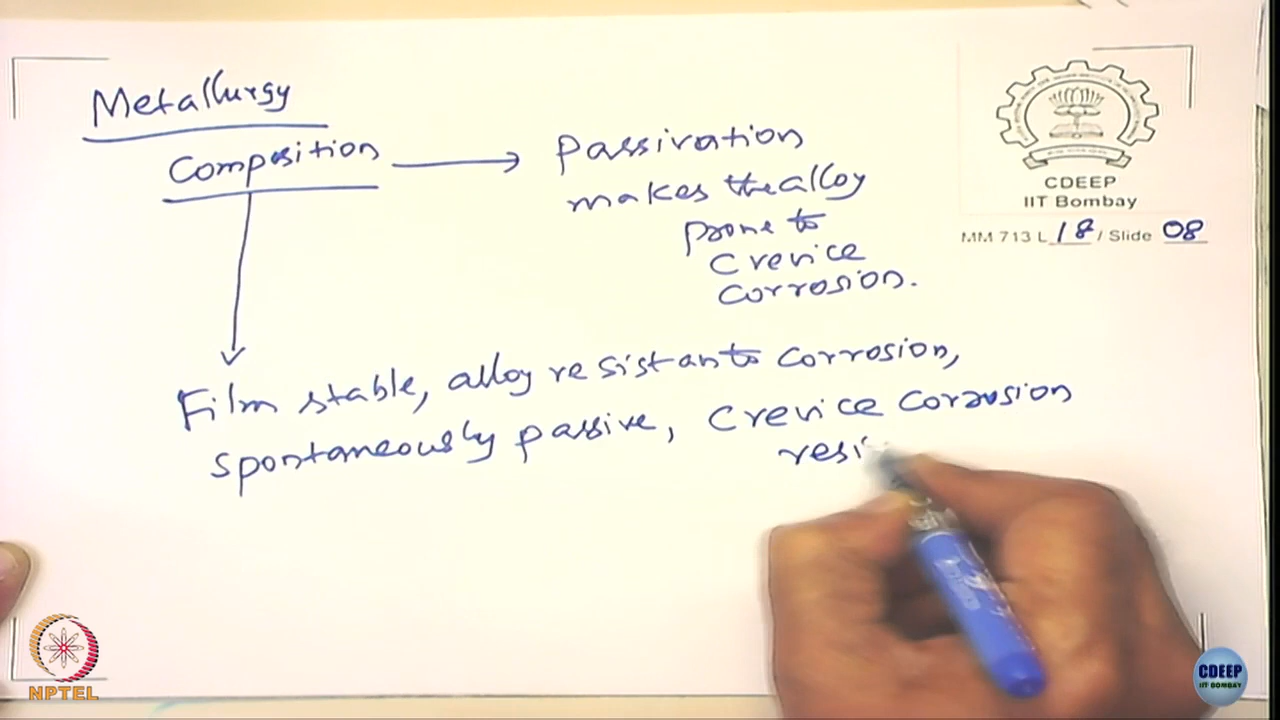 Metallurgy
Composition → Passivation
makes the alloy
prone to
crevice
corrosion.
CDEEP
IIT Bombay
MM 713 L 18 / Slide 08
Film stable, alloy resistant to corrosion,
spontaneously passive, crevice corrosion
resi
NPTEL
CDEEP
IIT BOMBAY